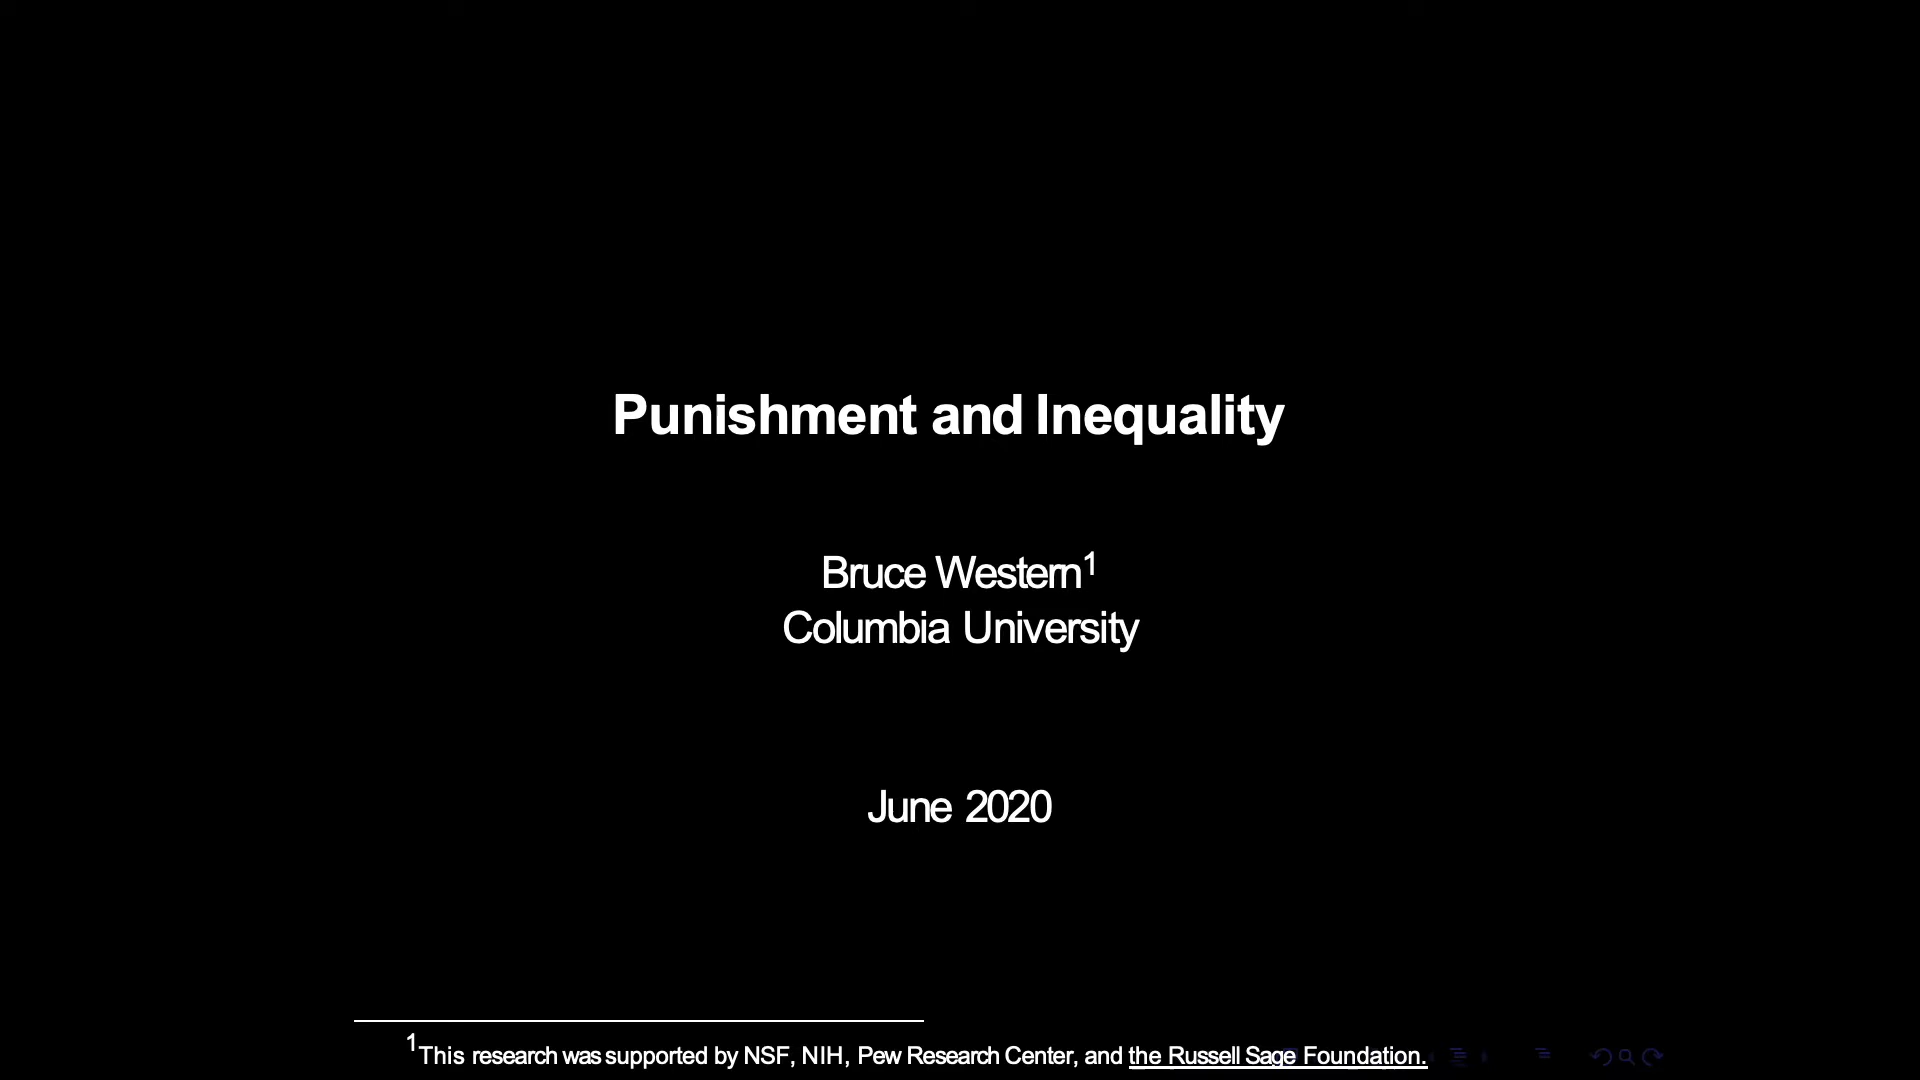 Punishment and Inequality
Bruce Western¹
Columbia University
June 2020
¹This research was supported by NSF, NIH, Pew Research Center, and the Russell Sage Foundation.